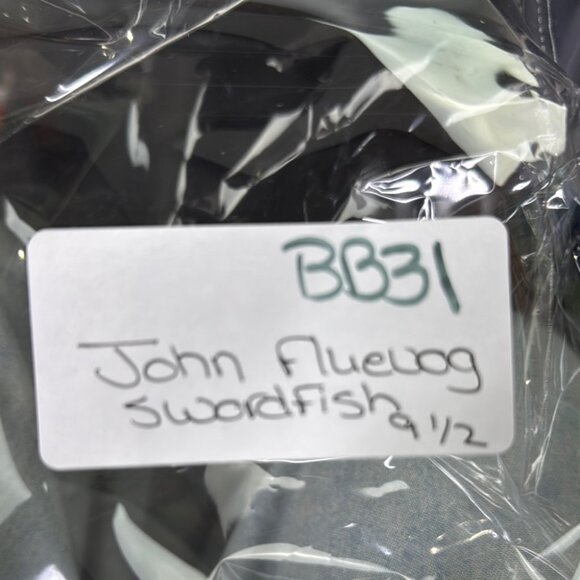 BB31
John Fluevog
swordfish 9 1/2